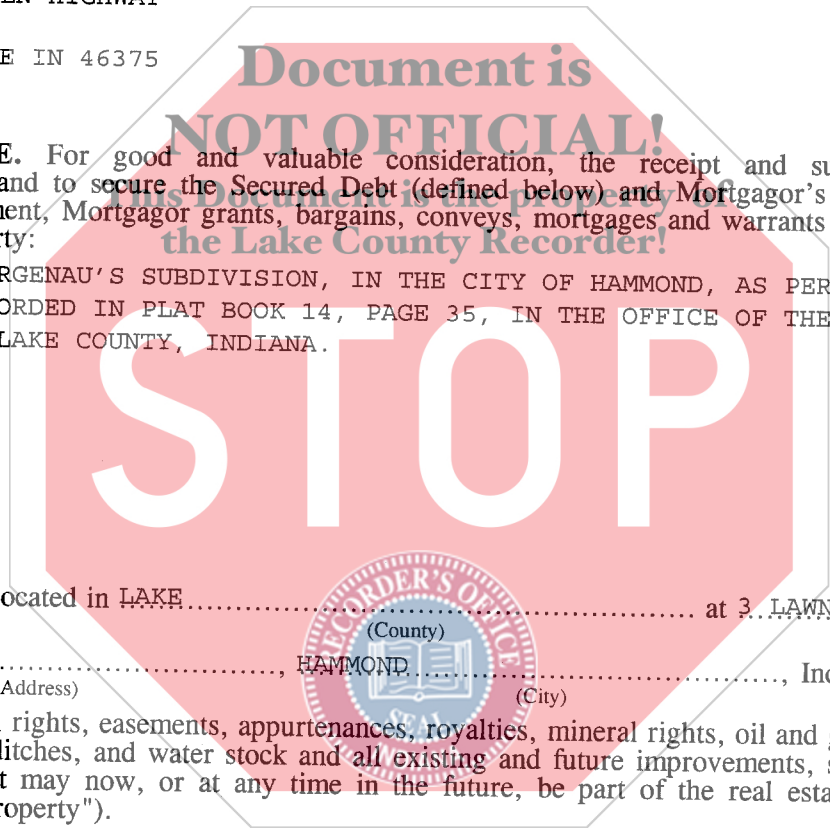 E IN 46375
Document is
NOT OFFICIAL!
E. For good and valuable consideration, the receipt and su
and to secure the Secured Debt (defined below) and Mortgagor's
This Document is the property of
ent, Mortgagor grants, bargains, conveys, mortgages and warrants
rty:
the Lake County Recorder!
RGENAU'S SUBDIVISION, IN THE CITY OF HAMMOND, AS PER
ORDED IN PLAT BOOK 14, PAGE 35, IN THE OFFICE OF THE
LAKE COUNTY, INDIANA.
STOP
ocated in LAKE at 3 LAWN
(County)
RECORDER'S OFFICE
HAMMOND, Ind
Address) (City)
SEAL
rights, easements, appurtenances, royalties, mineral rights, oil and
ditches, and water stock and all existing and future improvements, s
t may now, or at any time in the future, be part of the real esta
roperty").